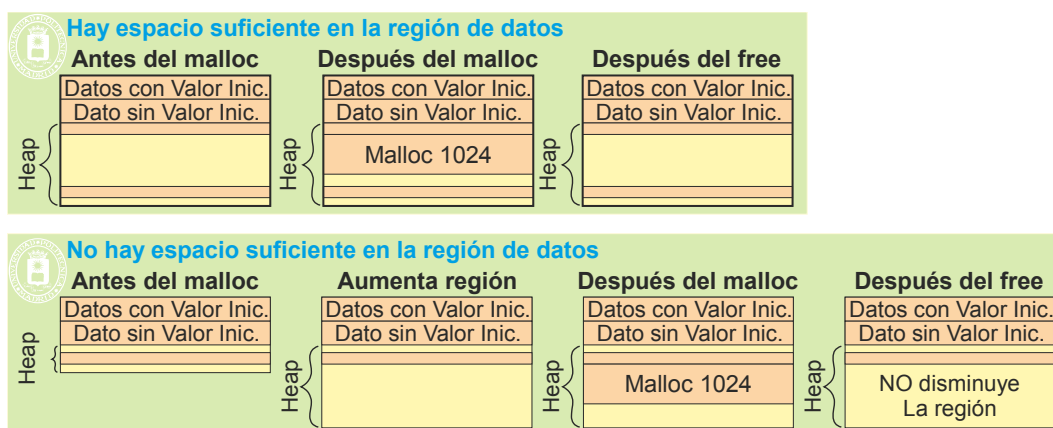 Hay espacio suficiente en la región de datos
Antes del malloc
Después del malloc
Después del free
Datos con Valor Inic.
Datos con Valor Inic.
Datos con Valor Inic.
Dato sin Valor Inic.
Dato sin Valor Inic.
Dato sin Valor Inic.
Heap
Heap
Malloc 1024
Heap
No hay espacio suficiente en la región de datos
Antes del malloc
Aumenta región
Después del malloc
Después del free
Datos con Valor Inic.
Datos con Valor Inic.
Datos con Valor Inic.
Datos con Valor Inic.
Dato sin Valor Inic.
Dato sin Valor Inic.
Dato sin Valor Inic.
Dato sin Valor Inic.
Heap
Heap
Heap
Malloc 1024
Heap
NO disminuye
La región